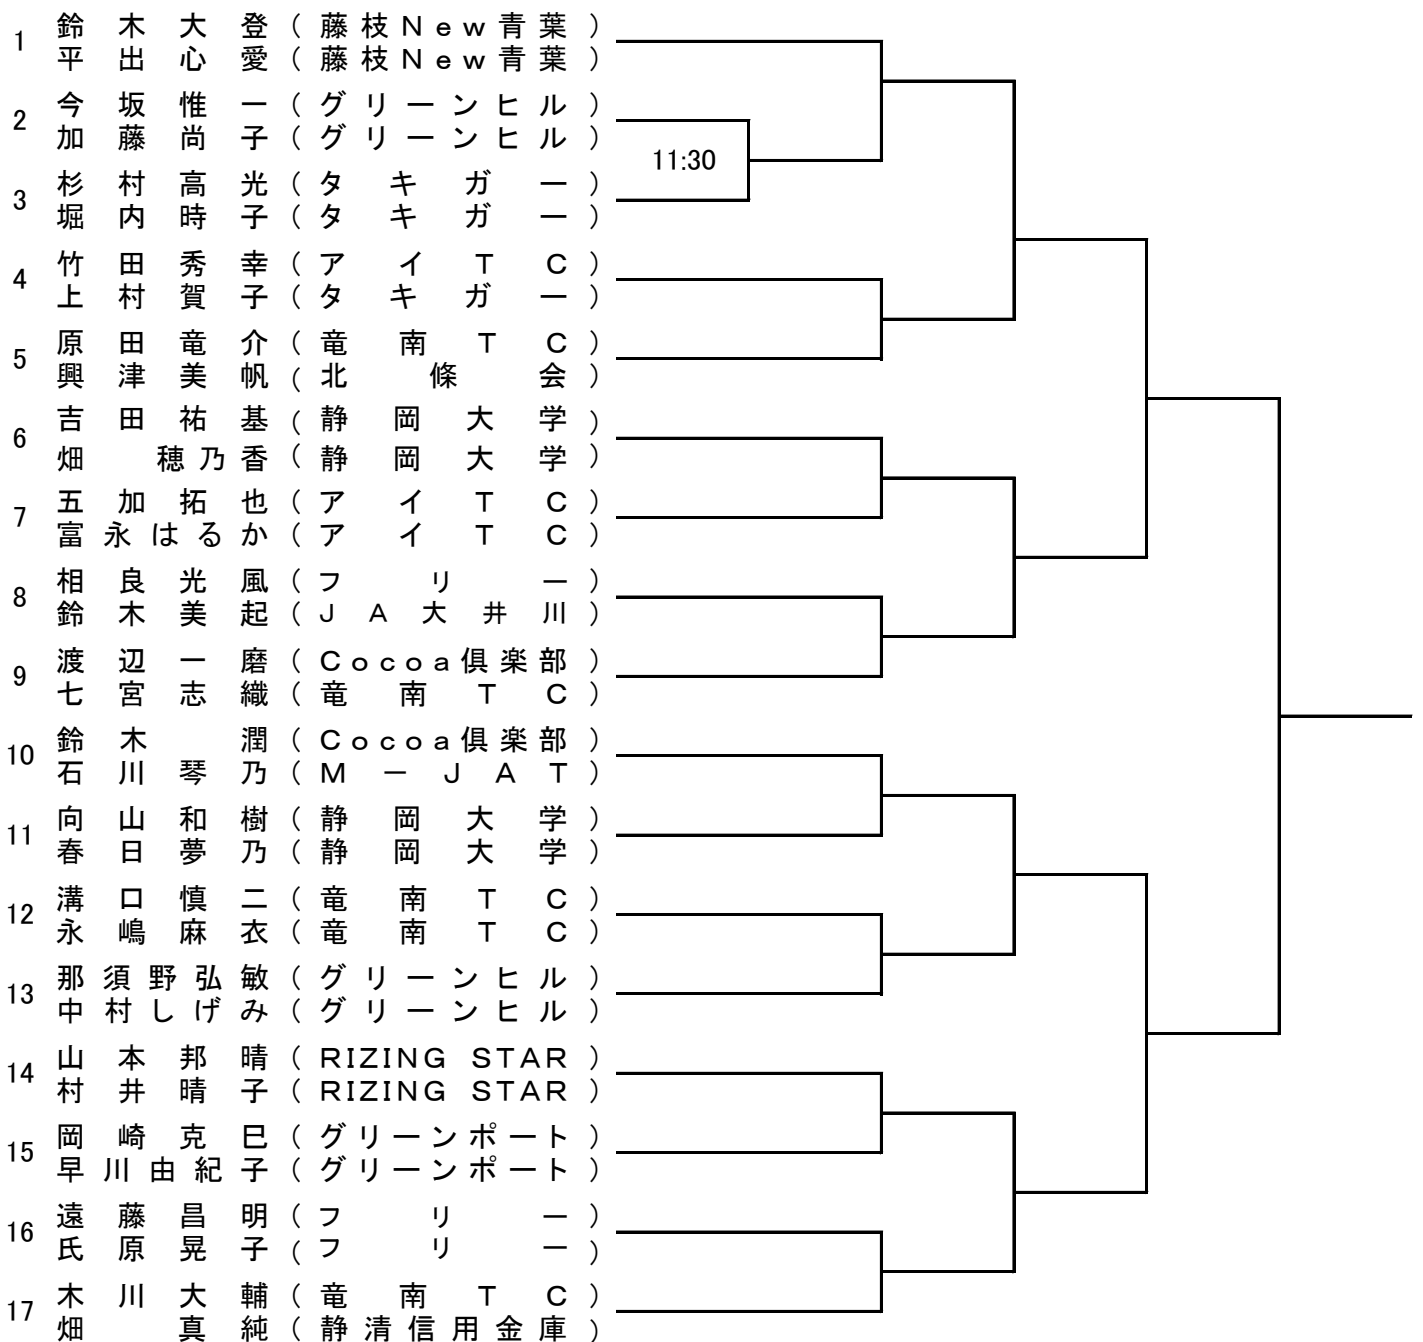 1 鈴木大登(藤枝New青葉)
平出心愛(藤枝New青葉)
2 今坂惟一(グリーンヒル)
加藤尚子(グリーンヒル)
11:30
3 杉村高光(タキガー)
堀内時子(タキガー)
4 竹田秀幸(アイTC)
上村賀子(タキガー)
5 原田竜介(竜南TC)
興津美帆(北條会)
6 吉田祐基(静岡大学)
畑 穂乃香(静岡大学)
7 五加拓也(アイTC)
富永はるか(アイTC)
8 相良光風(フリー)
鈴木美起(JA大井川)
9 渡辺一磨(Cocoa倶楽部)
七宮志織(竜南TC)
10 鈴木 潤(Cocoa倶楽部)
石川琴乃(M-JAT)
11 向山和樹(静岡大学)
春日夢乃(静岡大学)
12 溝口慎二(竜南TC)
永嶋麻衣(竜南TC)
13 那須野弘敏(グリーンヒル)
中村しげみ(グリーンヒル)
14 山本邦晴(RIZING STAR)
村井晴子(RIZING STAR)
15 岡崎克巳(グリーンポート)
早川由紀子(グリーンポート)
16 遠藤昌明(フリー)
氏原晃子(フリー)
17 木川大輔(竜南TC)
畑 真純(静清信用金庫)